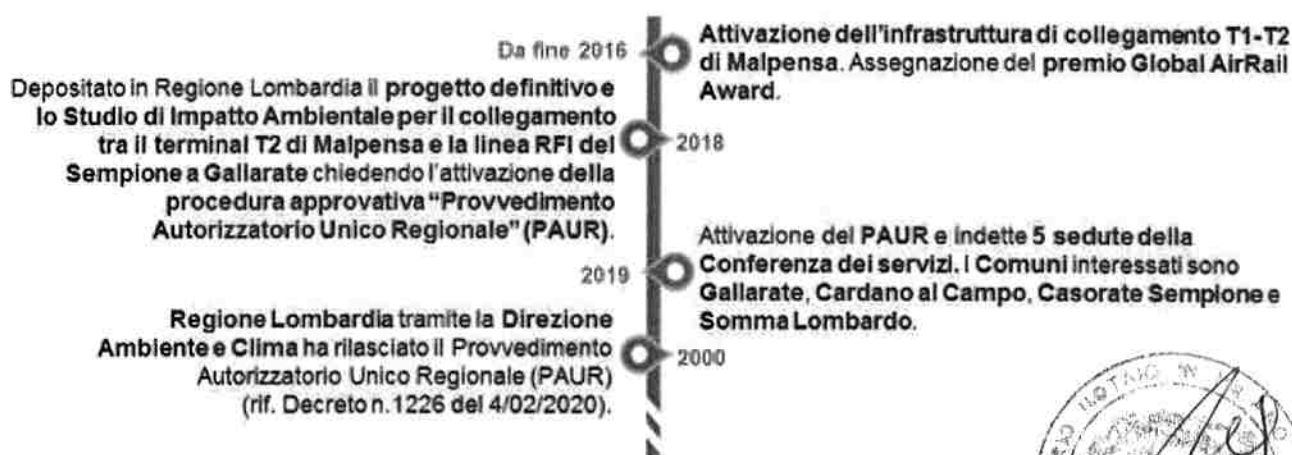 Da fine 2016
Attivazione dell'infrastruttura di collegamento T1-T2
di Malpensa. Assegnazione del premio Global AirRail
Award.
Depositato in Regione Lombardia il progetto definitivo e
lo Studio di Impatto Ambientale per il collegamento
tra il terminal T2 di Malpensa e la linea RFI del
Sempione a Gallarate chiedendo l'attivazione della
procedura approvativa "Provvedimento
Autorizzatorio Unico Regionale" (PAUR).
2018
2019
Attivazione del PAUR e indette 5 sedute della
Conferenza dei servizi. I Comuni interessati sono
Gallarate, Cardano al Campo, Casorate Sempione e
Somma Lombardo.
Regione Lombardia tramite la Direzione
Ambiente e Clima ha rilasciato il Provvedimento
Autorizzatorio Unico Regionale (PAUR)
(rif. Decreto n.1226 del 4/02/2020).
2000
NOTAIO IN